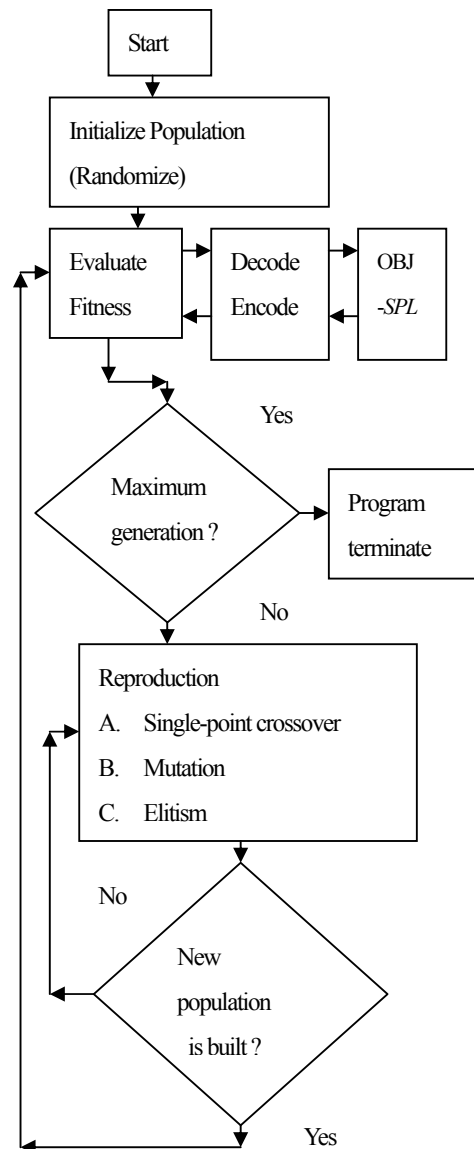 Start
Initialize Population
(Randomize)
Evaluate
Fitness
Decode
Encode
OBJ
-SPL
Yes
Maximum
generation ?
Program
terminate
No
Reproduction
A. Single-point crossover
B. Mutation
C. Elitism
No
New
population
is built ?
Yes